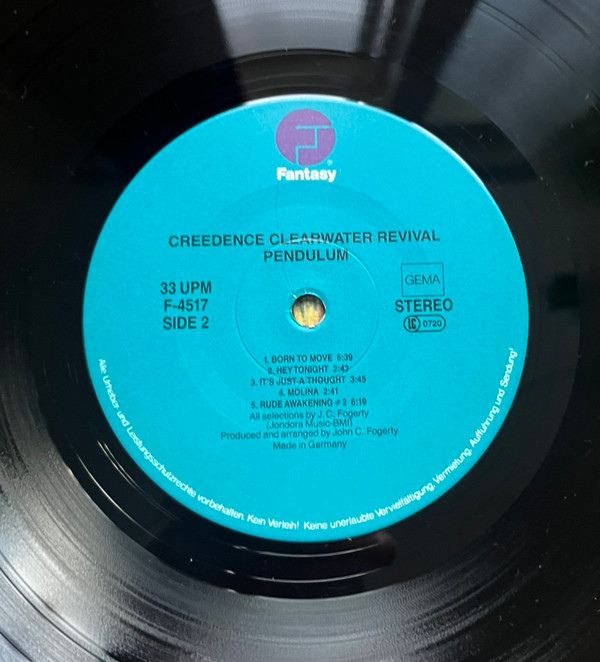 Fantasy®
CREEDENCE CLEARWATER REVIVAL
PENDULUM
33 UPM
F-4517
SIDE 2
GEMA
STEREO
LC 0720
1. BORN TO MOVE 5:39
2. HEY TONIGHT 2:43
3. IT'S JUST A THOUGHT 3:45
4. MOLINA 2:41
5. RUDE AWAKENING #2 6:19
All selections by J.C. Fogerty
(Jondora Music-BMI)
Produced and arranged by John C. Fogerty
Made in Germany
Alle Urheber- und Leistungsschutzrechte vorbehalten. Kein Verleih! Keine unerlaubte Vervielfältigung, Vermietung, Aufführung und Sendung!